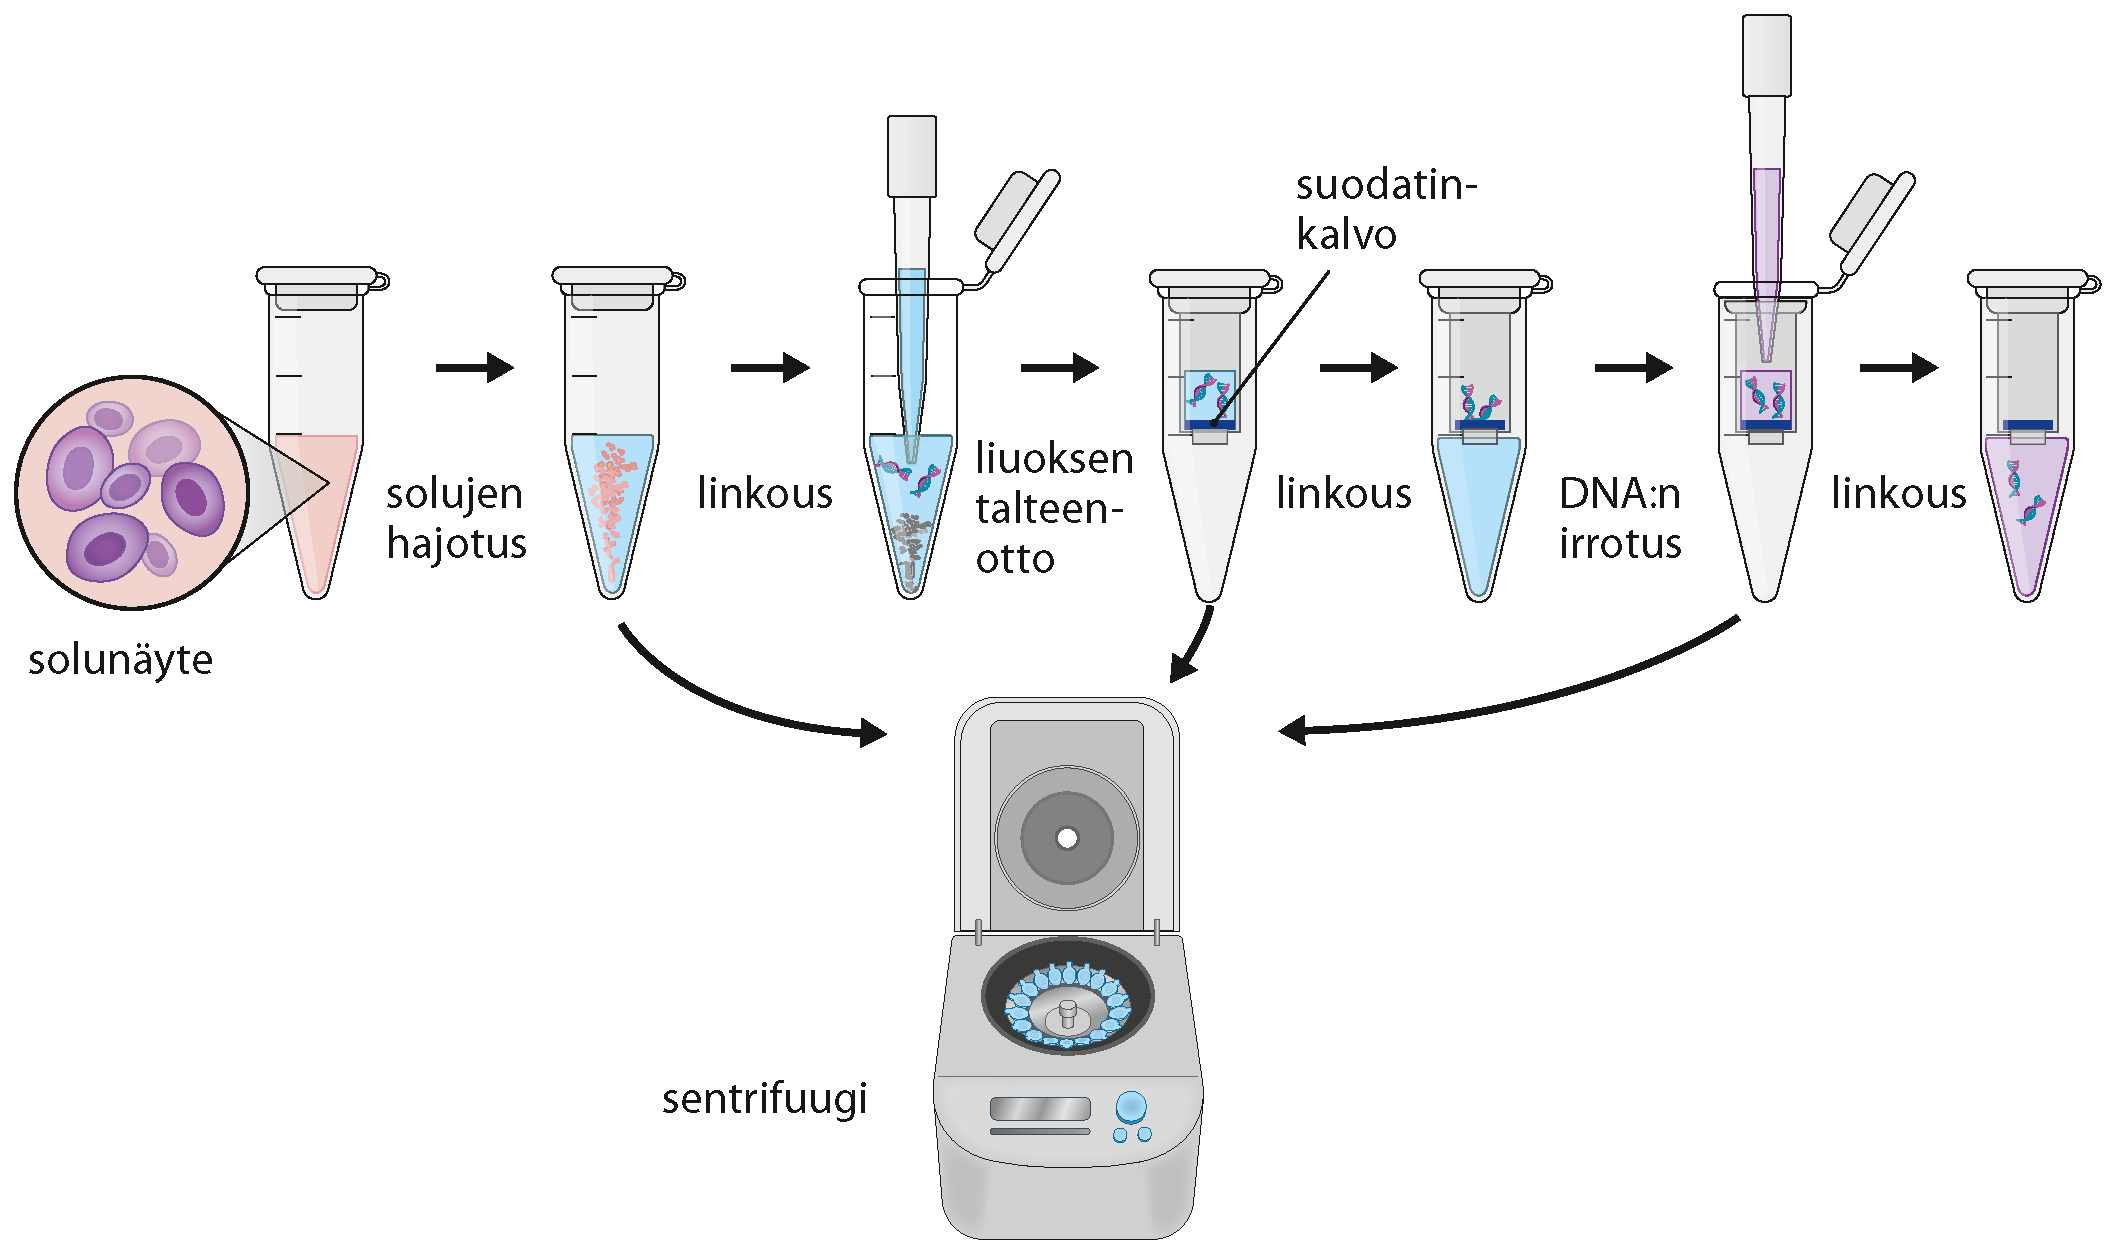 solunäyte
solujen
hajotus
linkous
liuoksen
talteen-
otto
suodatin-
kalvo
linkous
DNA:n
irrotus
linkous
sentrifuugi